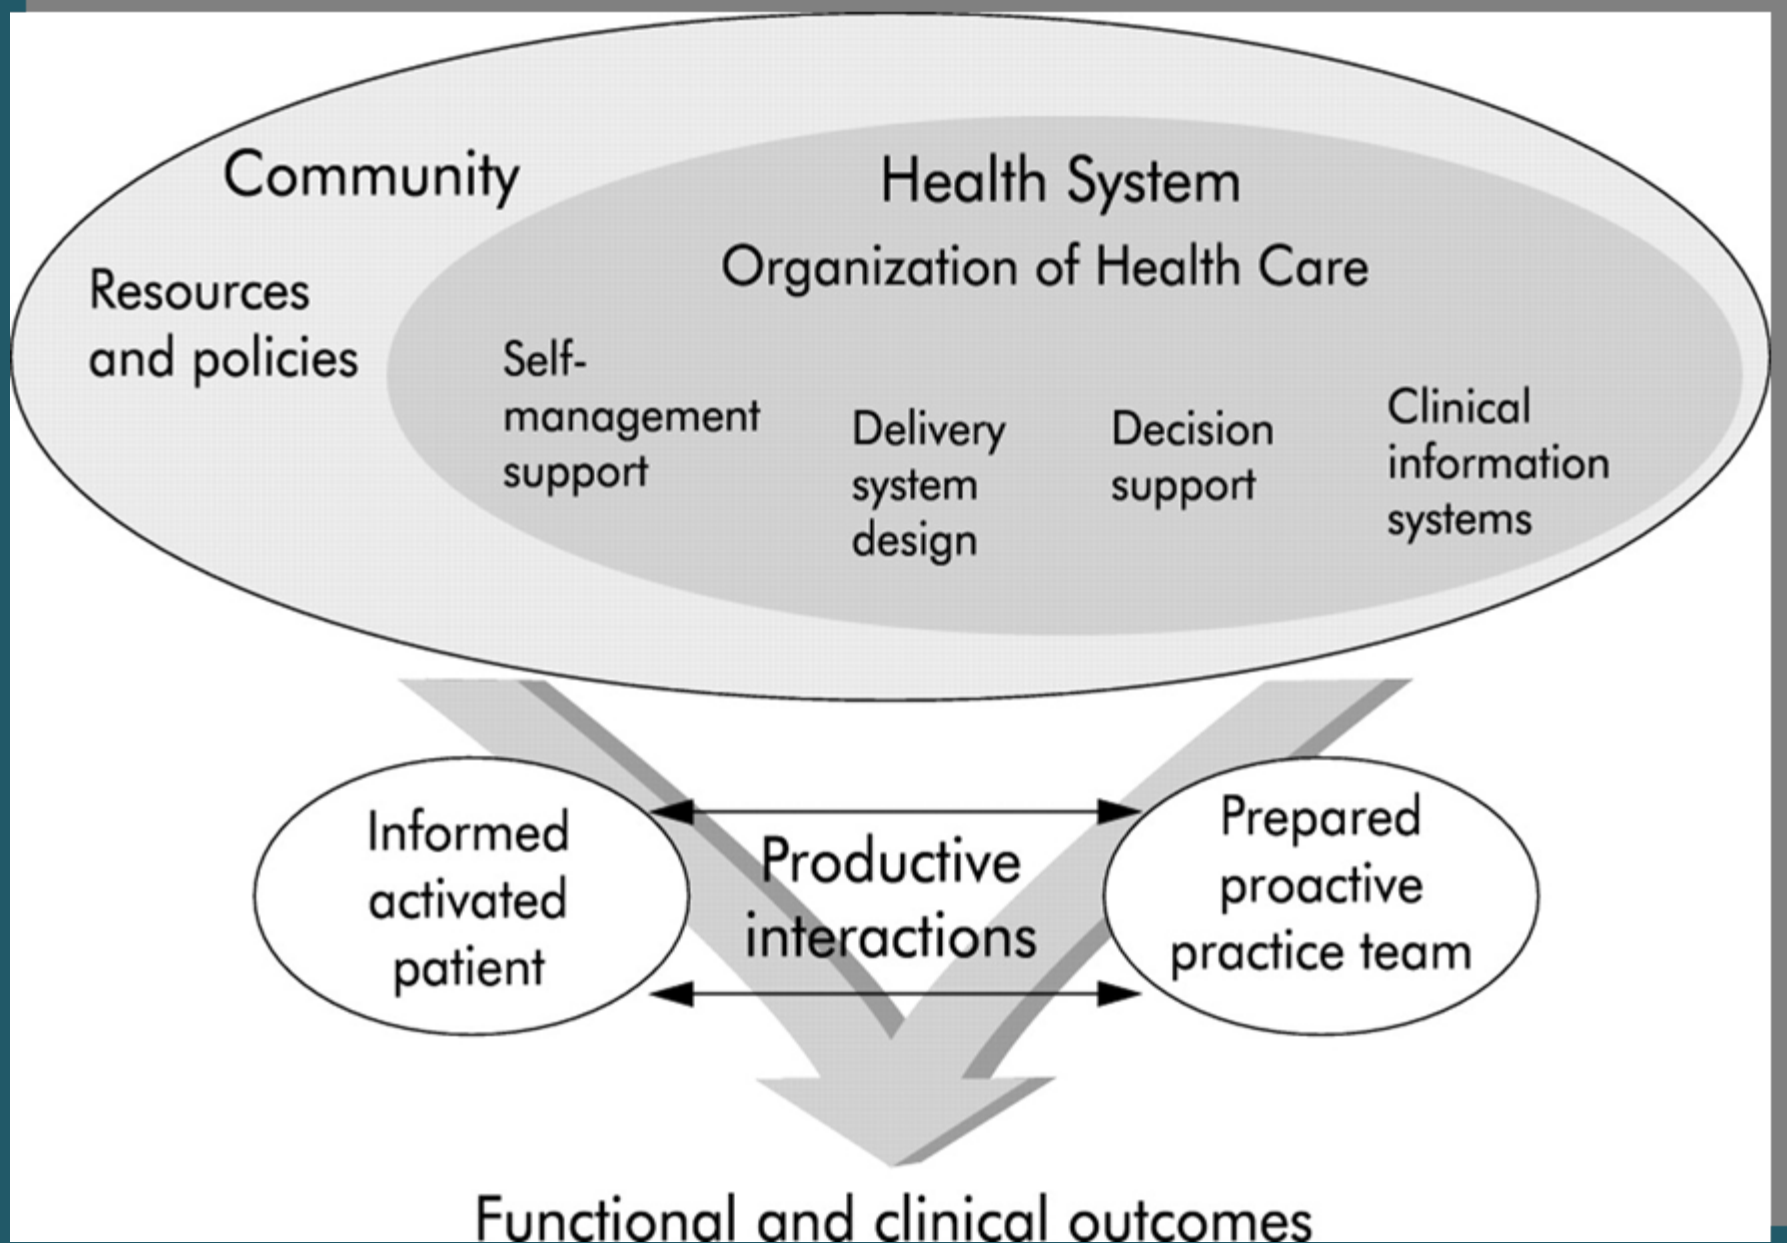 Community
Resources
and policies
Health System
Organization of Health Care
Self-
management
support
Delivery
system
design
Decision
support
Clinical
information
systems
Informed
activated
patient
Productive
interactions
Prepared
proactive
practice team
Functional and clinical outcomes